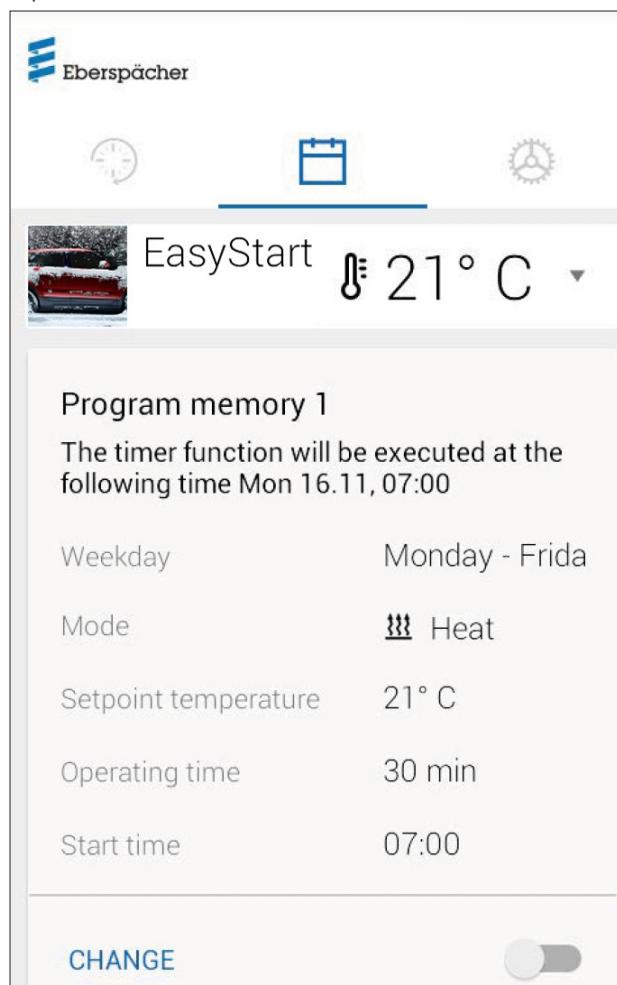 Eberspächer
EasyStart
21° C
Program memory 1
The timer function will be executed at the
following time Mon 16.11, 07:00
Weekday Monday - Frida
Mode Heat
Setpoint temperature 21° C
Operating time 30 min
Start time 07:00
CHANGE